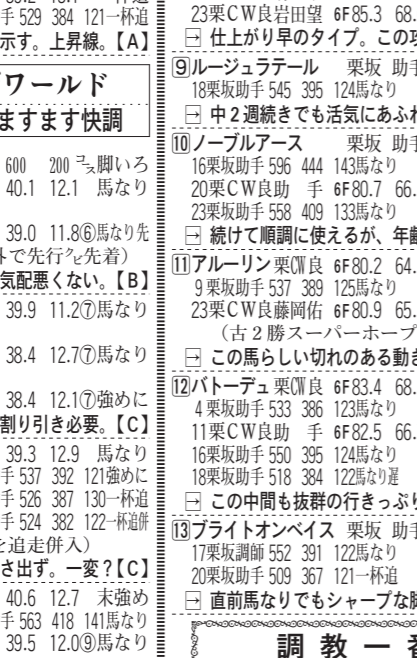 手 529 384 121一杯追
示す。上昇線。【A】
ワールド
ますます快調
600 200 コース脚いろ
40.1 12.1 馬なり
39.0 11.8⑥馬なり先
外で先行先着）
気配悪くない。【B】
39.9 11.2⑦馬なり
38.4 12.7⑦馬なり
38.4 12.1⑦強めに
割り引き必要。【C】
39.3 12.9 馬なり
手 537 392 121強めに
手 526 387 130一杯追
手 524 382 122一杯追併
を追走併入）
さ出ず。一変？【C】
40.6 12.7 末強め
手 563 418 141馬なり
39.5 12.0⑨馬なり
23栗CW良岩田望 6F85.3 68.
→ 仕上がり早のタイプ。この
⑨ルージュラテール 栗坂 助手
18栗坂助手 545 395 124馬なり
→ 中2週続きでも活気にあふれ
⑩ノーブルアース 栗坂 助手
16栗坂助手 596 444 143馬なり
20栗CW良助 手 6F80.7 66.
23栗坂助手 558 409 133馬なり
→ 続けて順調に使えるが、年齢
⑪アルーリン 栗CW良 6F80.2 64.
9栗坂助手 537 389 125馬なり
23栗CW良藤岡佑 6F80.9 65.
（古2勝スーパーホープ
→ この馬らしい切れのある動き
⑫バトーデュ 栗CW良 6F83.4 68.
4栗坂助手 533 386 123馬なり
11栗CW良助 手 6F82.5 66.
16栗坂助手 550 395 124馬なり
18栗坂助手 518 384 122馬なり遅
→ この中間も抜群の行きっぷり
⑬ブライトオンベイス 栗坂 助手
17栗坂調師 552 391 122馬なり
20栗坂助手 509 367 121一杯追
→ 直前馬なりでもシャープな脚
調教一番